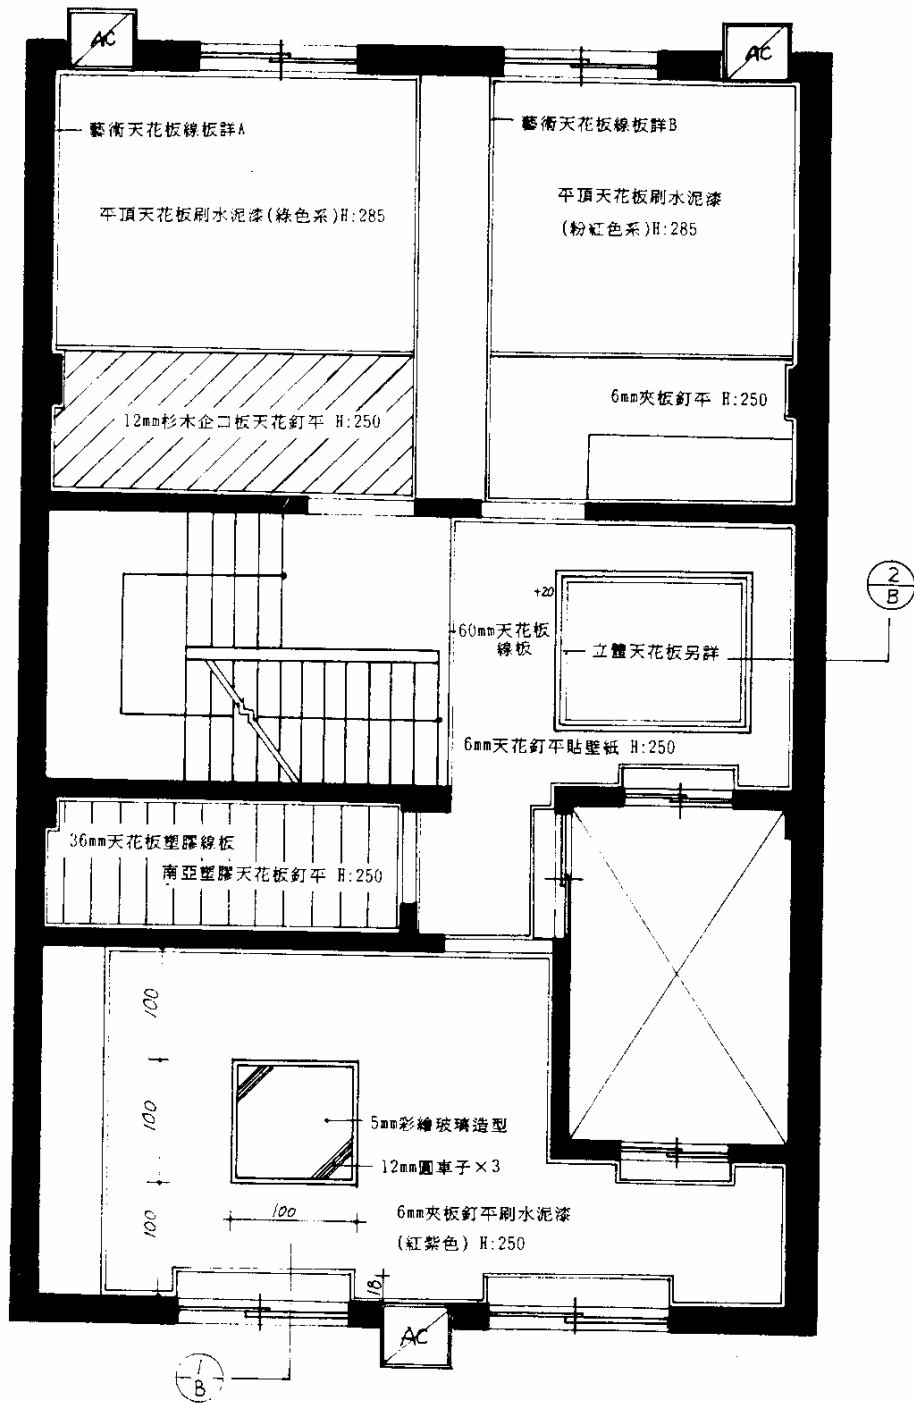 AC
AC
藝術天花板線板詳A
藝術天花板線板詳B
平頂天花板刷水泥漆(綠色系)H:285
平頂天花板刷水泥漆
(粉紅色系)H:285
12mm杉木企口板天花釘平 H:250
6mm夾板釘平 H:250
2
B
+20
60mm天花板
線板
立體天花板另詳
6mm天花釘平貼壁紙 H:250
36mm天花板塑膠線板
南亞塑膠天花板釘平 H:250
100
100
100
5mm彩繪玻璃造型
12mm圓車子×3
100
6mm夾板釘平刷水泥漆
(紅紫色) H:250
18
AC
1
B